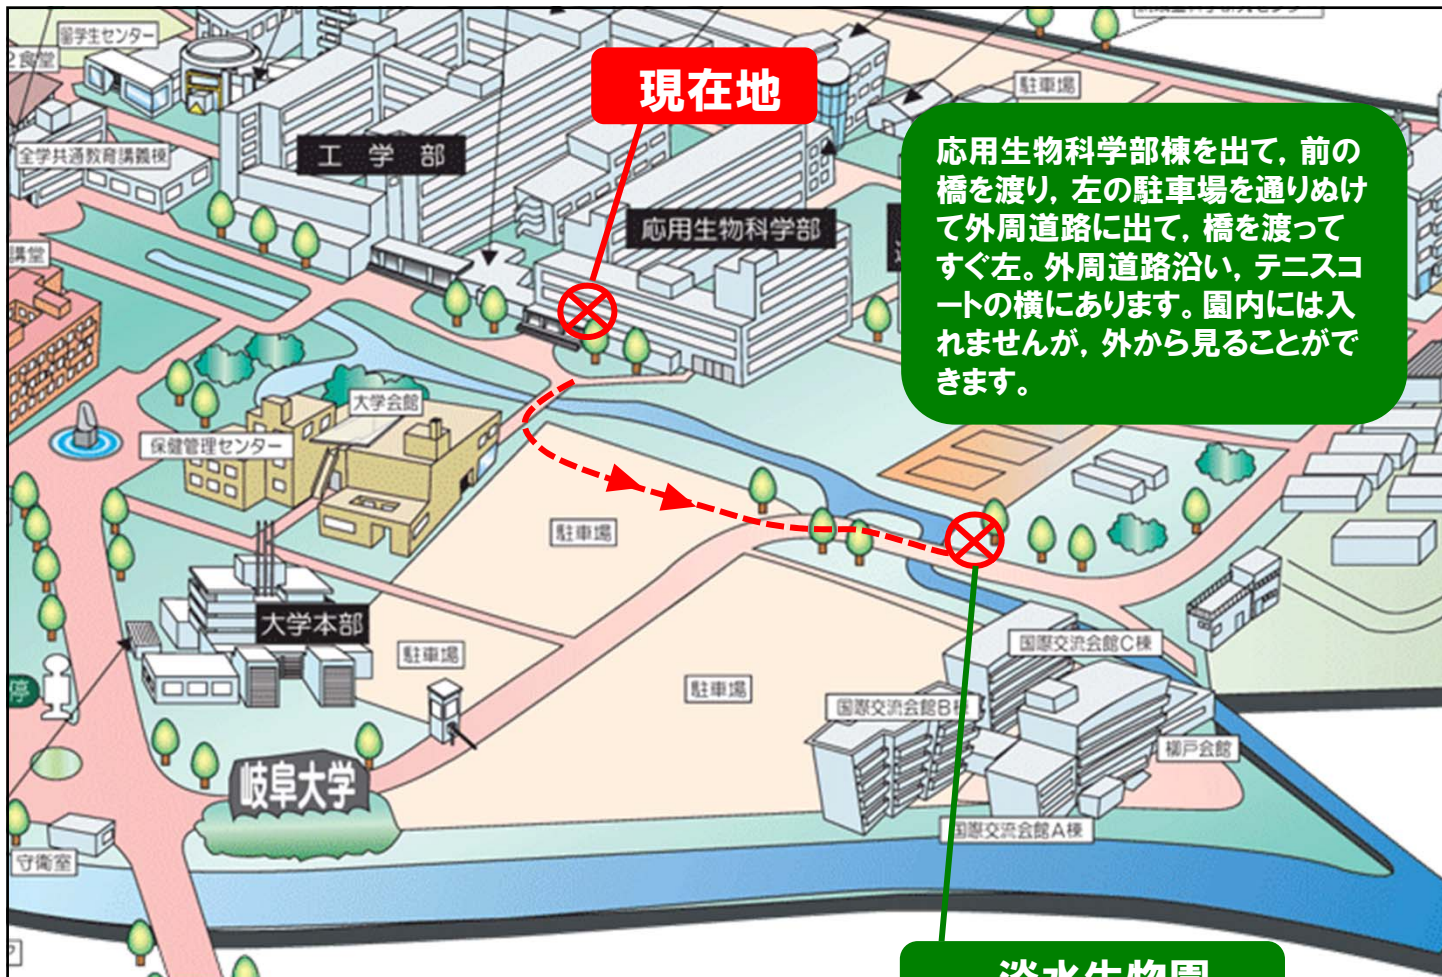 留学生センター
2食堂
現在地
駐車場
全学共通教育講義棟
工学部
応用生物科学部棟を出て，前の
橋を渡り，左の駐車場を通りぬけ
て外周道路に出て，橋を渡って
すぐ左。外周道路沿い，テニスコ
ートの横にあります。園内には入
れませんが，外から見ることがで
きます。
応用生物科学部
講堂
大学会館
保健管理センター
駐車場
大学本部
駐車場
国際交流会館C棟
駐車場
国際交流会館B棟
停
柳戸会館
岐阜大学
国際交流会館A棟
守衛室
淡水生物園